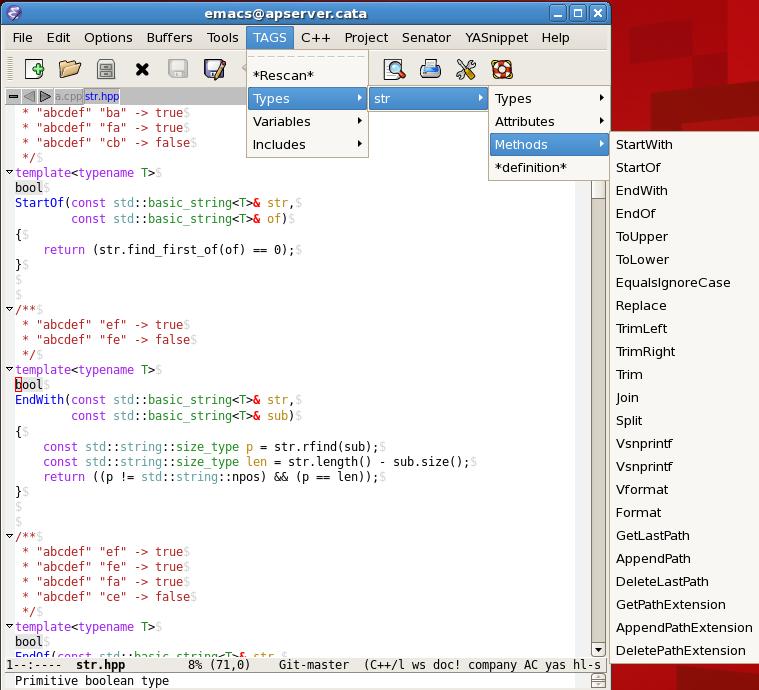 emacs@apserver.cata
File Edit Options Buffers Tools TAGS C++ Project Senator YASnippet Help
*Rescan*
Types
Variables
Includes
str
Types
Attributes
Methods
*definition*
StartWith
StartOf
EndWith
EndOf
ToUpper
ToLower
EqualsIgnoreCase
Replace
TrimLeft
TrimRight
Trim
Join
Split
Vsnprintf
Vsnprintf
Vformat
Format
GetLastPath
AppendPath
DeleteLastPath
GetPathExtension
AppendPathExtension
DeletePathExtension
a.cpp str.hpp
* "abcdef" "ba" -> true$
* "abcdef" "fa" -> true$
* "abcdef" "cb" -> false$
*/$
template<typename T>$
bool$
StartOf(const std::basic_string<T>& str,$
const std::basic_string<T>& of)$
{$
return (str.find_first_of(of) == 0);$
}$
$
$
/**$
* "abcdef" "ef" -> true$
* "abcdef" "fe" -> false$
*/$
template<typename T>$
bool$
EndWith(const std::basic_string<T>& str,$
const std::basic_string<T>& sub)$
{$
const std::string::size_type p = str.rfind(sub);$
const std::string::size_type len = str.length() - sub.size();$
return ((p != std::string::npos) && (p == len));$
}$
$
$
/**$
* "abcdef" "ef" -> true$
* "abcdef" "fe" -> true$
* "abcdef" "fa" -> true$
* "abcdef" "ce" -> false$
*/$
template<typename T>$
bool$
EndOf(const std::basic_string<T>& str,$
1--:---- str.hpp 8% (71,0) Git-master (C++/l ws doc! company AC yas hl-s
Primitive boolean type